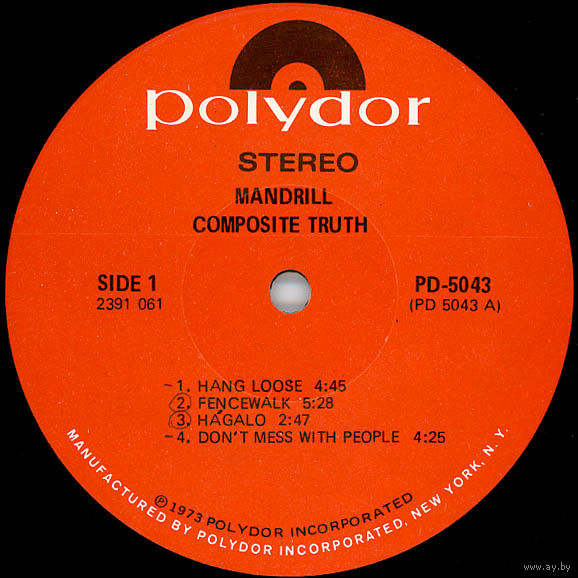 polydor
STEREO
MANDRILL
COMPOSITE TRUTH
SIDE 1
2391 061
PD-5043
(PD 5043 A)
~1. HANG LOOSE 4:45
2. FENCEWALK 5:28
3. HÁGALO 2:47
~4. DON'T MESS WITH PEOPLE 4:25
℗ 1973 POLYDOR INCORPORATED
MANUFACTURED BY POLYDOR INCORPORATED, NEW YORK, N. Y.
www.ay.by